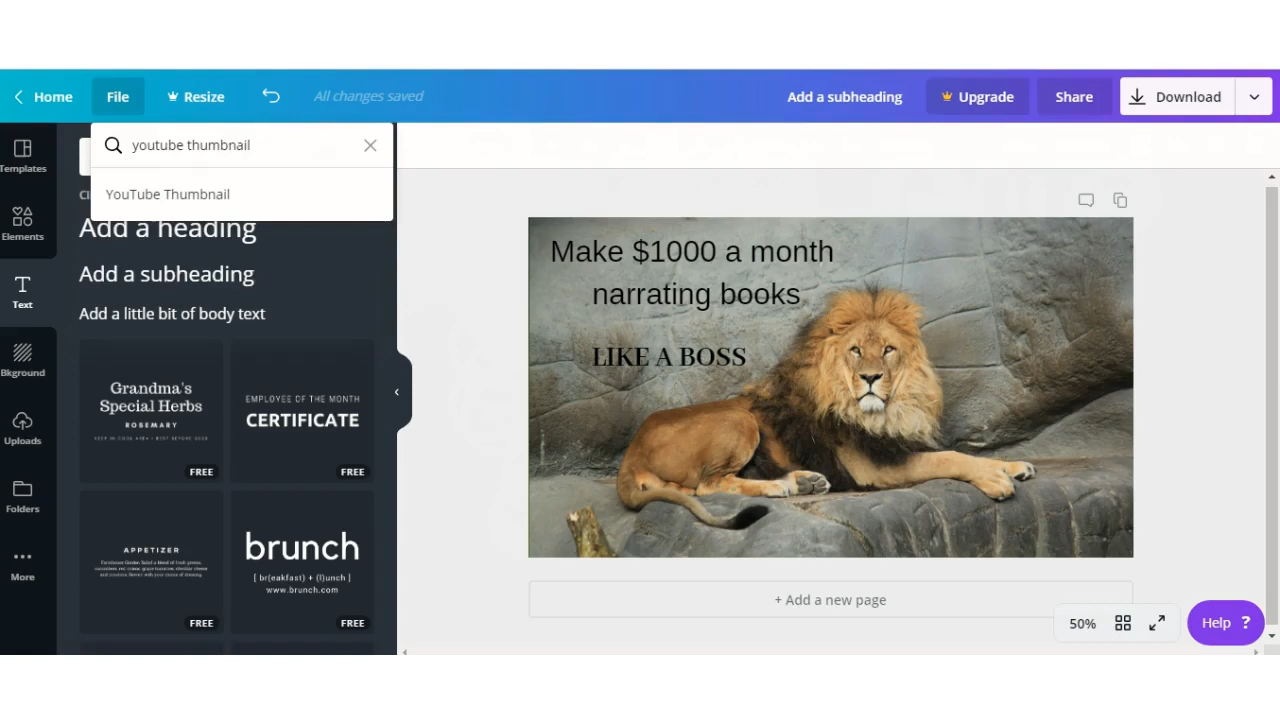 Home
File
Resize
All changes saved
Add a subheading
Upgrade
Share
Download
youtube thumbnail
YouTube Thumbnail
Templates
Elements
Text
Bkground
Uploads
Folders
More
Add a heading
Add a subheading
Add a little bit of body text
Grandma's
Special Herbs
ROSEMARY
FREE
EMPLOYEE OF THE MONTH
CERTIFICATE
FREE
APPETIZER
FREE
brunch
[ br(eakfast) + (l)unch ]
www.brunch.com
FREE
Make $1000 a month
narrating books
LIKE A BOSS
+ Add a new page
50%
Help ?